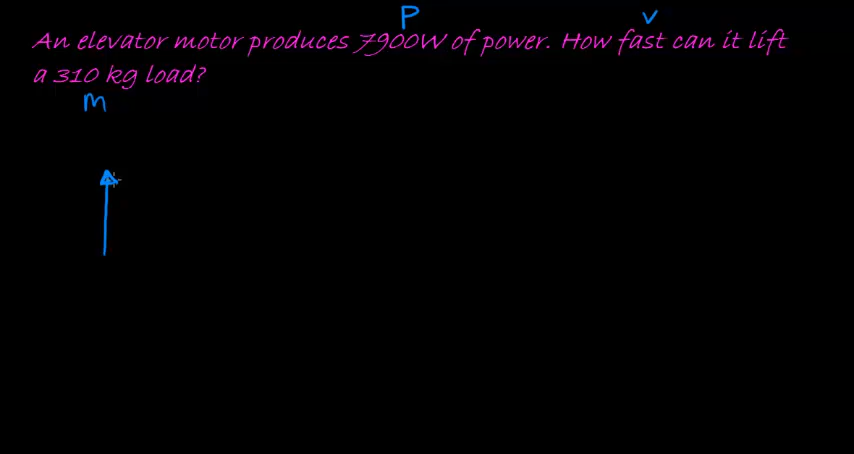 P v
An elevator motor produces 7900W of power. How fast can it lift
a 310 kg load?
m